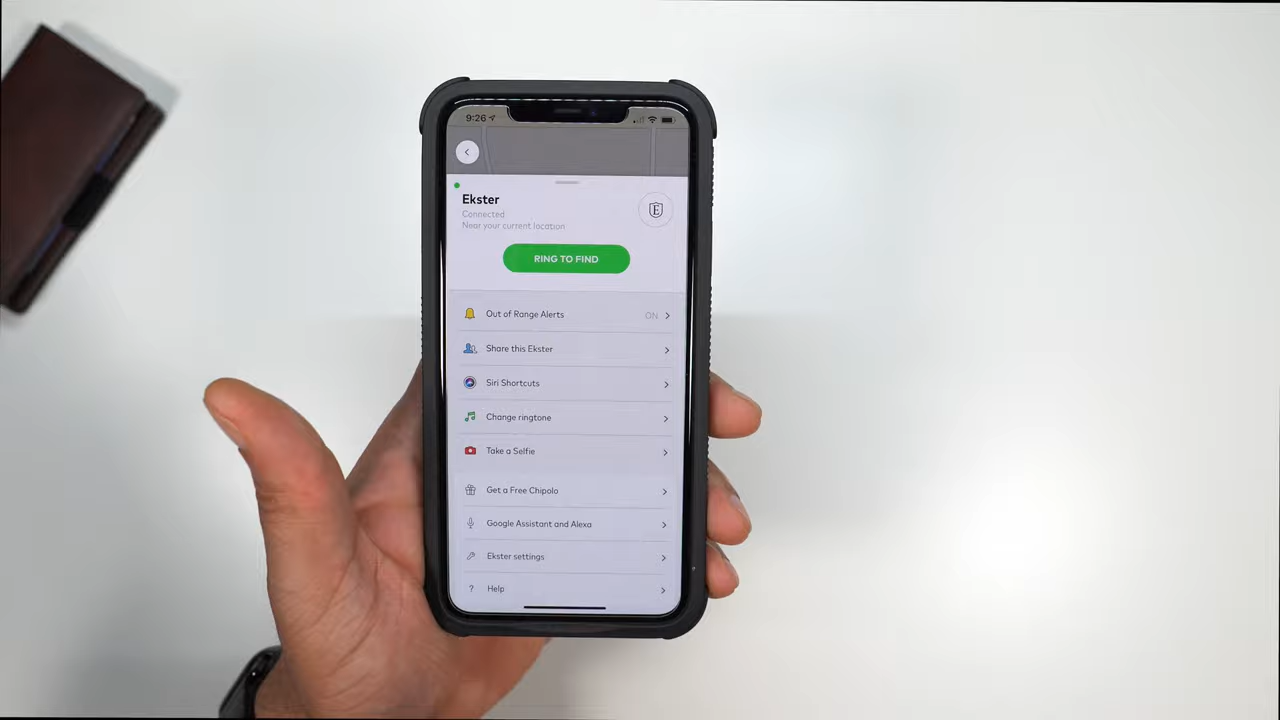 9:26
Ekster
Connected
Near your current location
E
RING TO FIND
Out of Range Alerts ON
Share this Ekster
Siri Shortcuts
Change ringtone
Take a Selfie
Get a Free Chipolo
Google Assistant and Alexa
Ekster settings
? Help